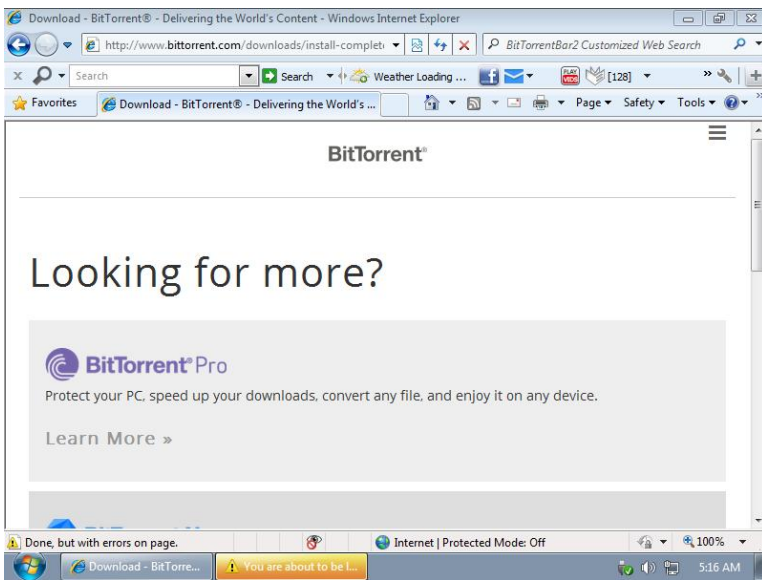 Download - BitTorrent® - Delivering the World's Content - Windows Internet Explorer
http://www.bittorrent.com/downloads/install-complet
BitTorrentBar2 Customized Web Search
x Search Search Weather Loading ... f PLAY VIDS [128] »
Favorites Download - BitTorrent® - Delivering the World's ... Page Safety Tools »
BitTorrent®
Looking for more?
BitTorrent® Pro
Protect your PC, speed up your downloads, convert any file, and enjoy it on any device.
Learn More »
Done, but with errors on page. Internet | Protected Mode: Off 100%
Download - BitTorre... You are about to be l... 5:16 AM